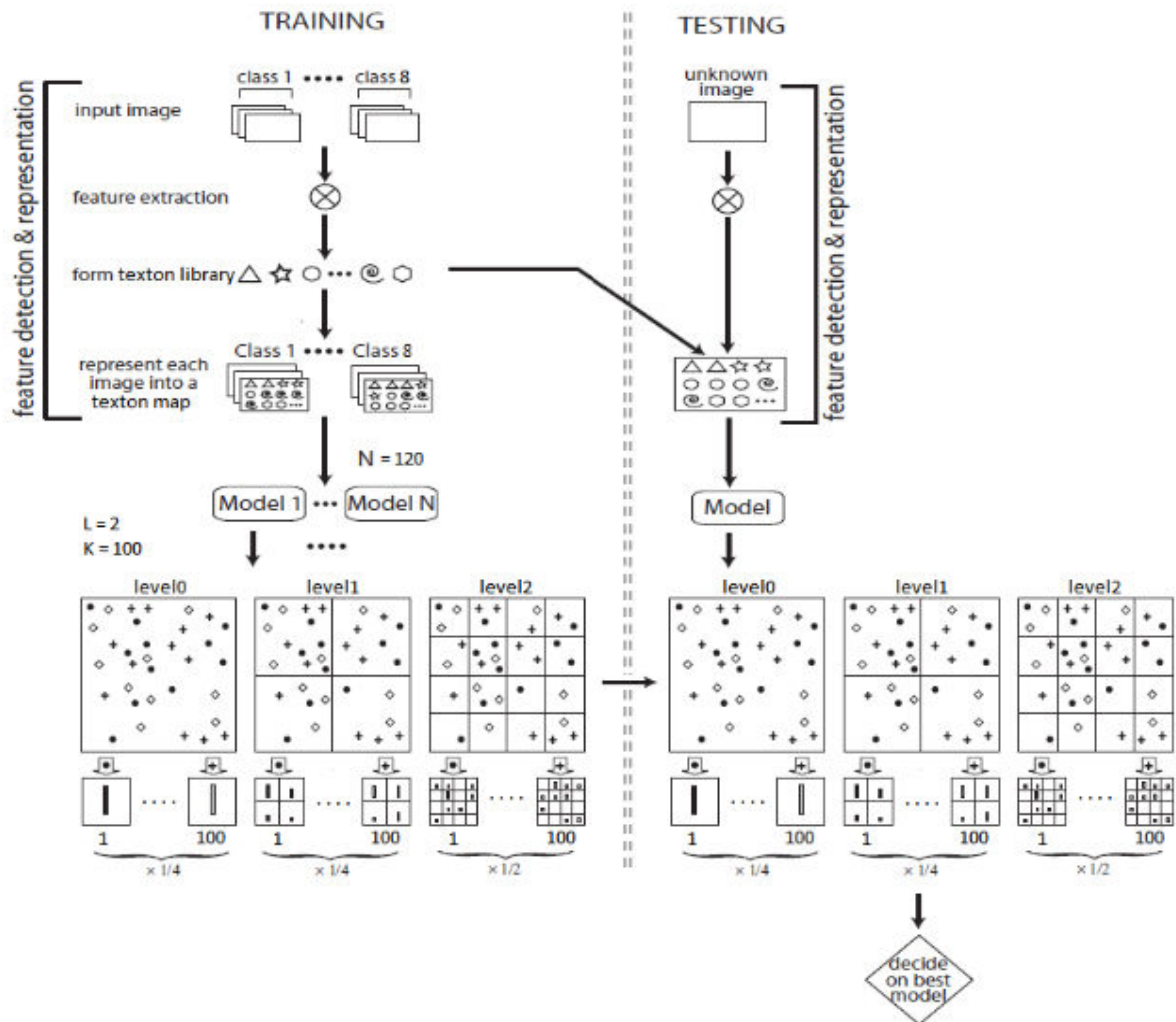 TRAINING
feature detection & representation
class 1 •••• class 8
input image
feature extraction
form texton library
Class 1 •••• Class 8
represent each
image into a
texton map
N = 120
Model 1 ••• Model N
L = 2
K = 100
••••
level0 level1 level2
1 100 1 100 1 100
× 1/4 × 1/4 × 1/2
TESTING
unknown
image
feature detection & representation
Model
level0 level1 level2
1 100 1 100 1 100
× 1/4 × 1/4 × 1/2
decide
on best
model